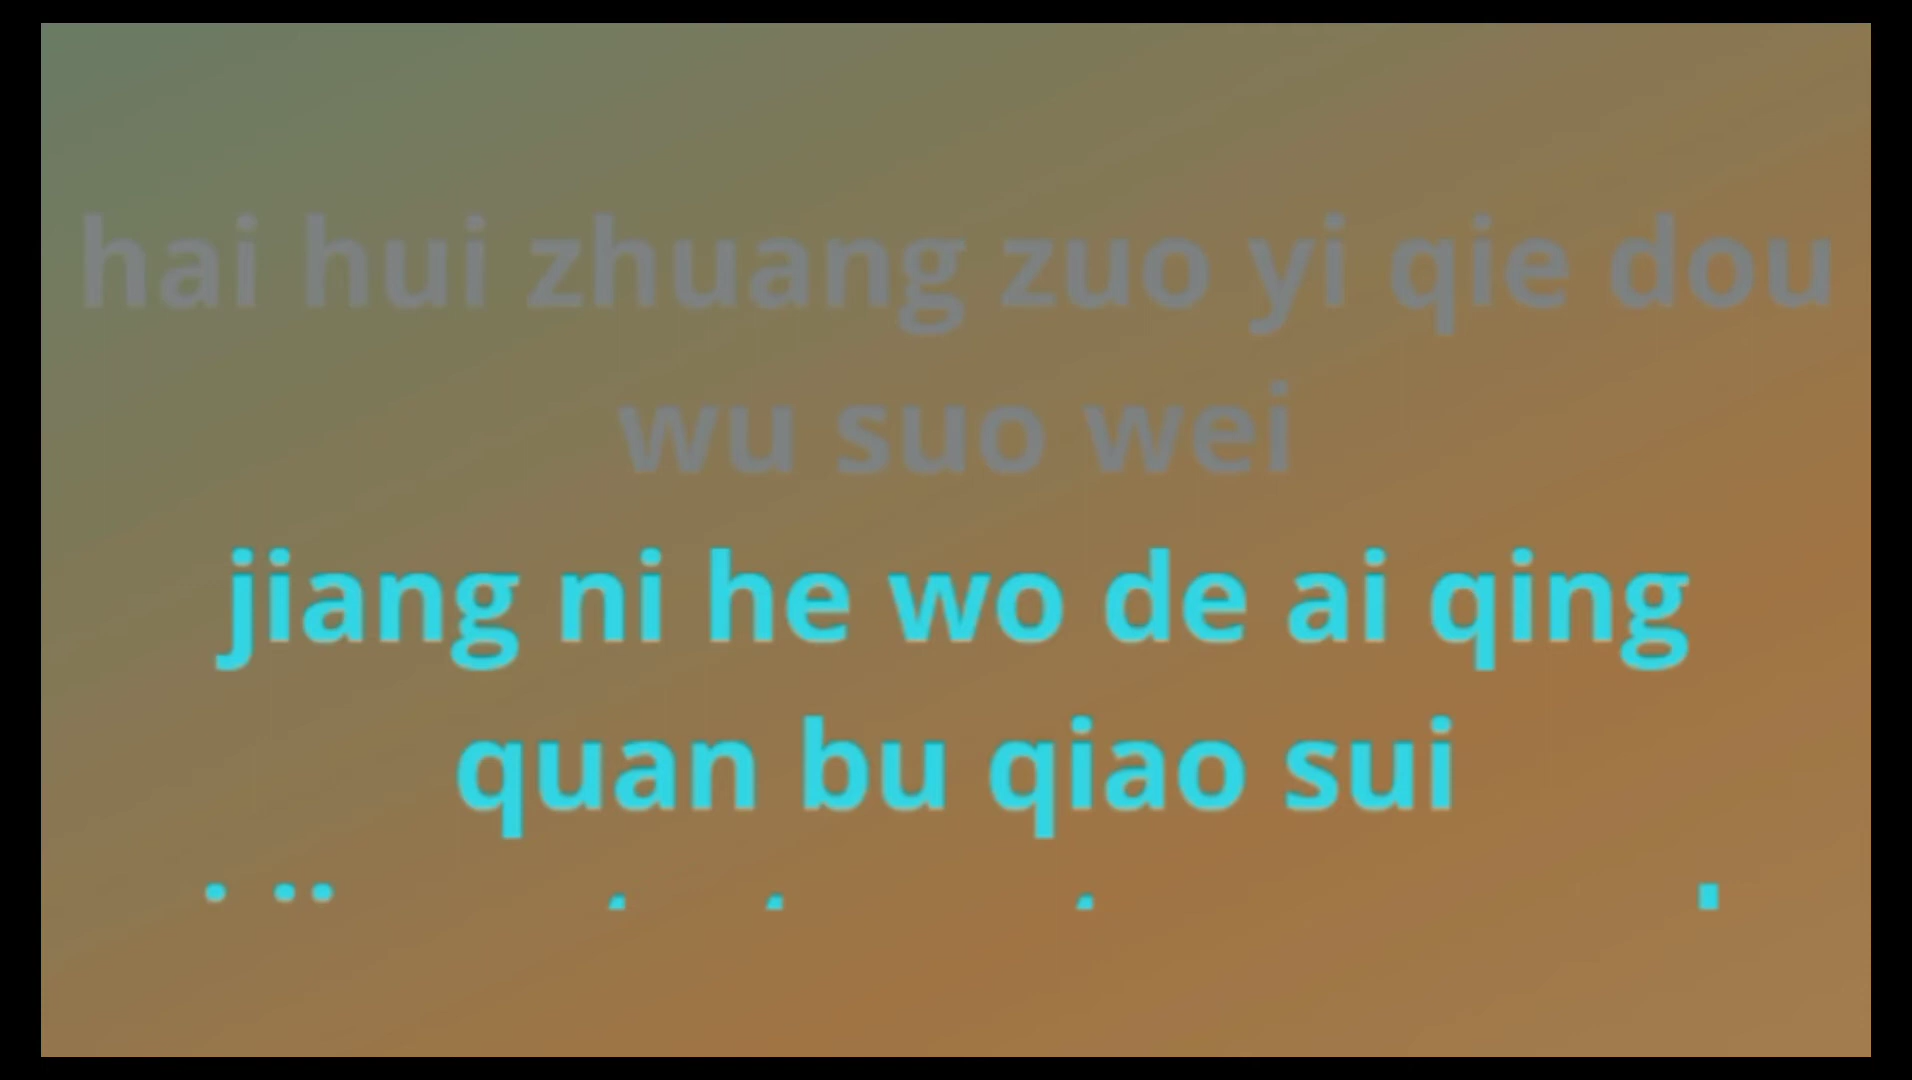 hai hui zhuang zuo yi qie dou
wu suo wei
jiang ni he wo de ai qing
quan bu qiao sui